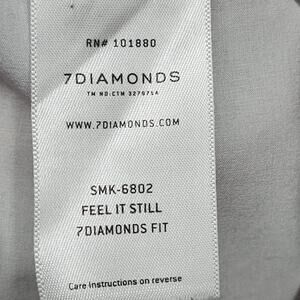 RN# 101880
7DIAMONDS
TM NO.CTM 3279714
WWW.7DIAMONDS.COM
SMK-6802
FEEL IT STILL
7DIAMONDS FIT
Care instructions on reverse